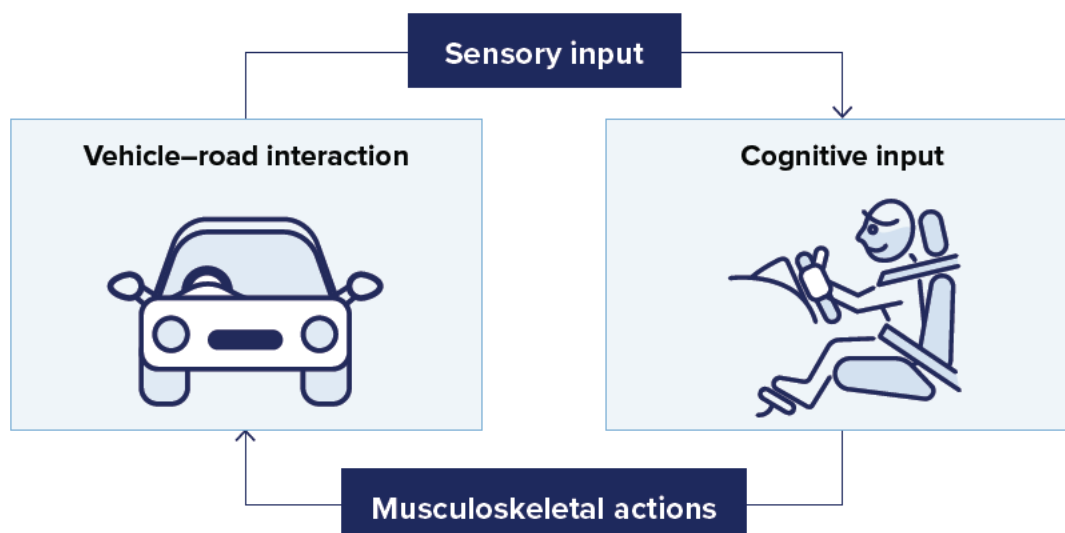 Sensory input
Vehicle–road interaction
Cognitive input
Musculoskeletal actions